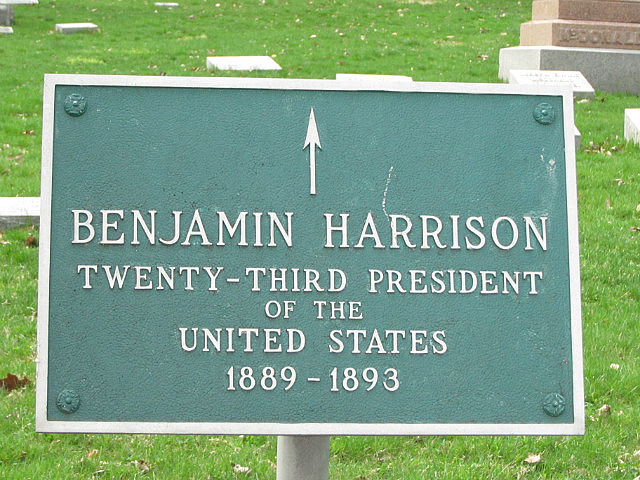 BENJAMIN HARRISON
TWENTY-THIRD PRESIDENT
OF THE
UNITED STATES
1889 - 1893